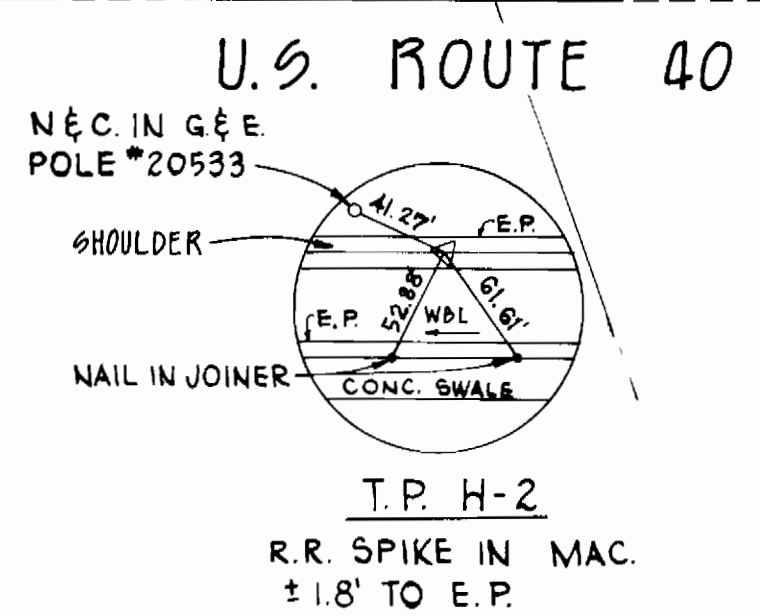 U.S. ROUTE 40
N & C. IN G. & E.
POLE #20533
41.27'
E.P.
SHOULDER
52.88'
61.61'
E.P.
WBL
NAIL IN JOINER
CONC. SWALE
T.P. H-2
R.R. SPIKE IN MAC.
± 1.8' TO E.P.